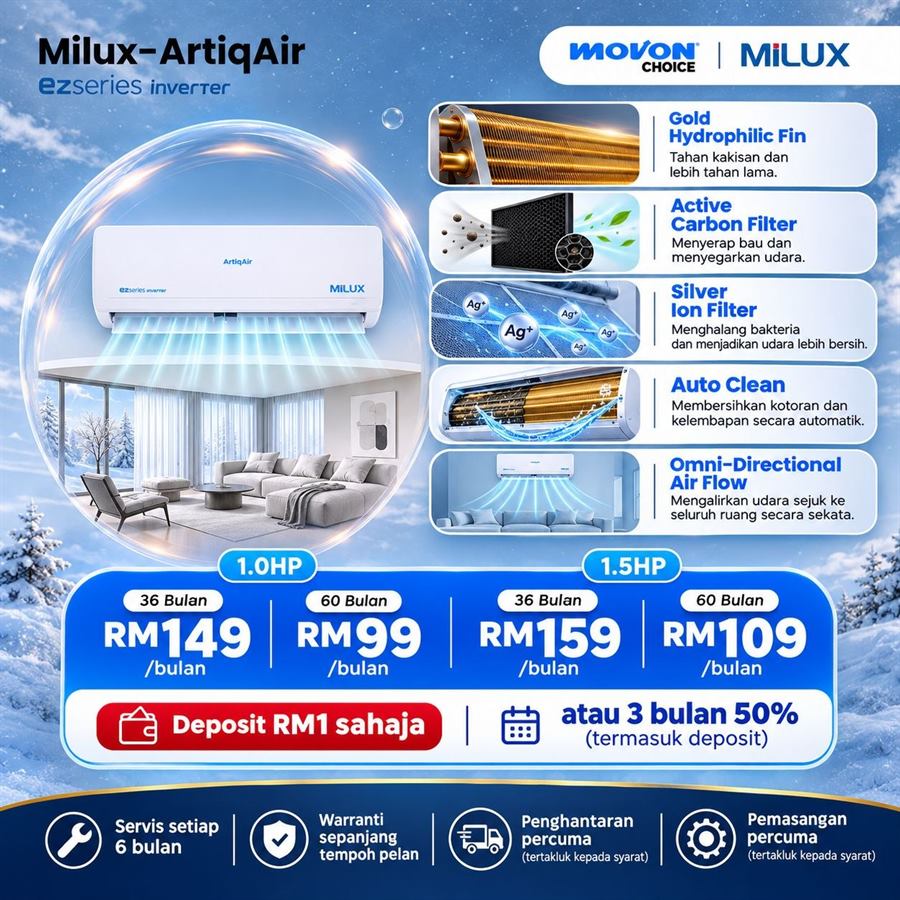 Milux-ArtiqAir
ezseries inverter
MOVON CHOICE
MiLUX
ArtiqAir
ezseries inverter
MiLUX
Gold
Hydrophilic Fin
Tahan kakisan dan
lebih tahan lama.
Active
Carbon Filter
Menyerap bau dan
menyegarkan udara.
Ag+
Ag+
Ag+
Ag+
Ag+
Silver
Ion Filter
Menghalang bakteria
dan menjadikan udara lebih bersih.
Auto Clean
Membersihkan kotoran dan
kelembapan secara automatik.
Omni-Directional
Air Flow
Mengalirkan udara sejuk ke
seluruh ruang secara sekata.
1.0HP
36 Bulan
RM149
/bulan
60 Bulan
RM99
/bulan
1.5HP
36 Bulan
RM159
/bulan
60 Bulan
RM109
/bulan
Deposit RM1 sahaja
atau 3 bulan 50%
(termasuk deposit)
Servis setiap
6 bulan
Warranti
sepanjang
tempoh pelan
Penghantaran
percuma
(tertakluk kepada syarat)
Pemasangan
percuma
(tertakluk kepada syarat)